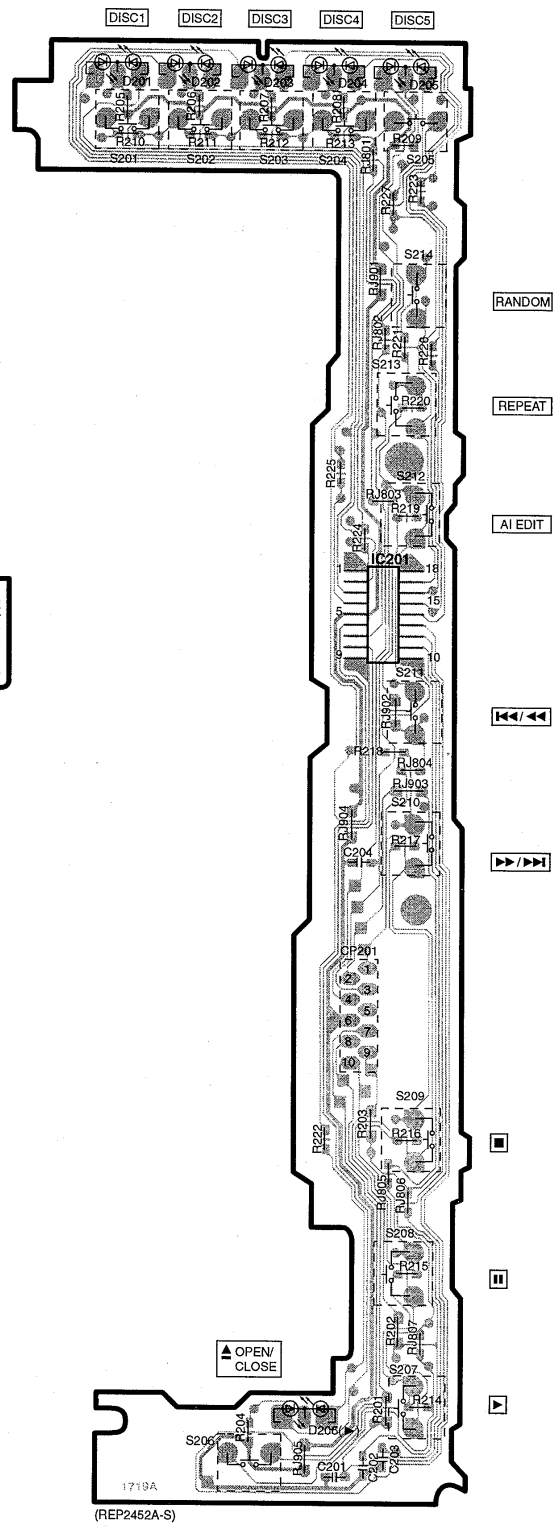 DISC1 DISC2 DISC3 DISC4 DISC5
D201 D202 D203 D204 D205
R205 R206 R207 R208
R210 R211 R212 R213 R209
S201 S202 S203 S204 S205
RJ801
R227 R223
S214
RJ901
RANDOM
RJ802 R221 R226
S213
R220
REPEAT
S212
R225
RJ803
R219
AI EDIT
R224
IC201
1 18
5 15
9 10
S211
RJ902
R218
RJ804
RJ903
S210
RJ904
R217
C204
CP201
1
2
3
4
5
6
7
8
9
10
S209
R203
R216
R222
RJ805 RJ806
S208
R215
R202 RJ807
OPEN/
CLOSE
S207
R201 R214
D206(▶)
R204
S206
RJ905
C201 C202 C203
1719A
(REP2452A-S)